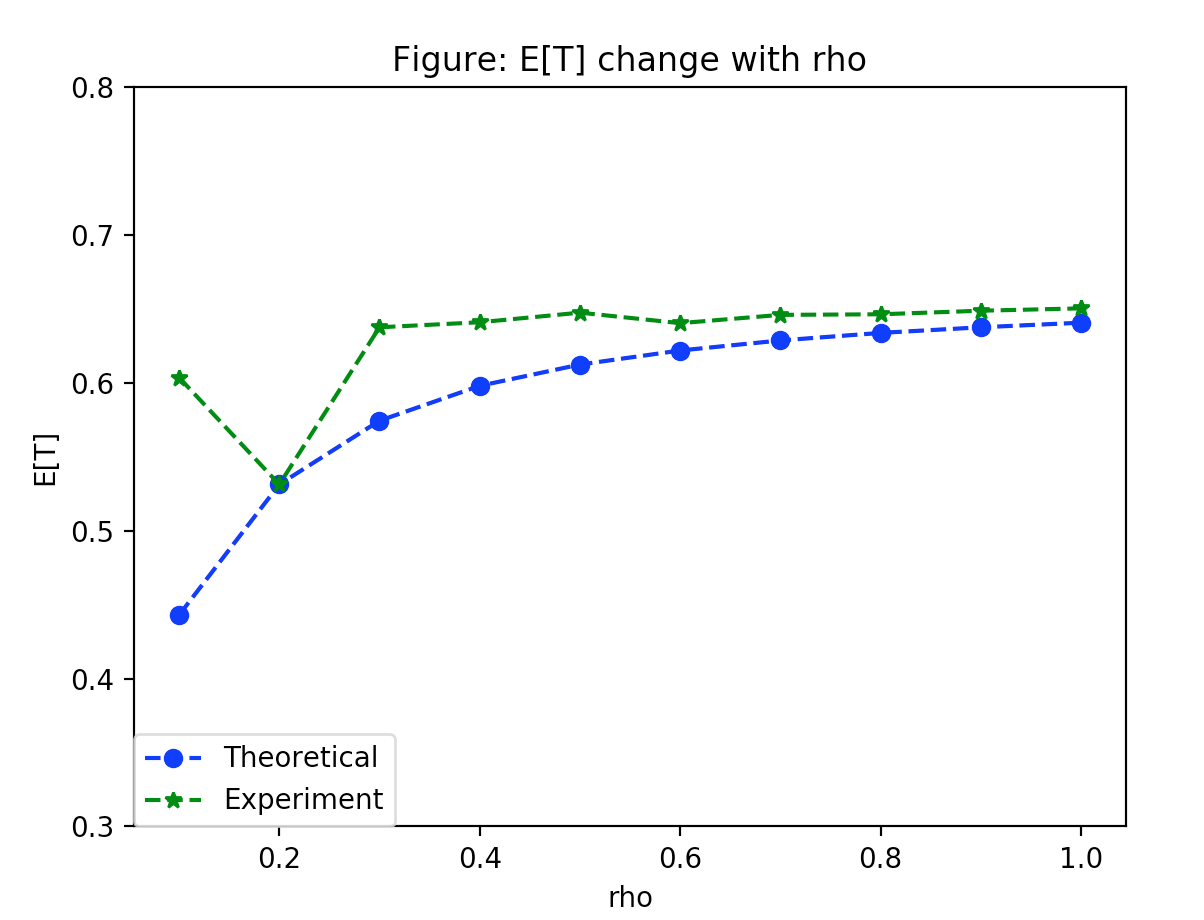 Figure: E[T] change with rho
0.8
0.7
0.6
0.5
0.4
0.3
E[T]
Theoretical
Experiment
0.2 0.4 0.6 0.8 1.0
rho